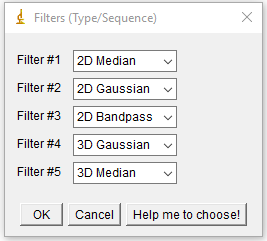 Filters (Type/Sequence)
Filter #1 2D Median
Filter #2 2D Gaussian
Filter #3 2D Bandpass
Filter #4 3D Gaussian
Filter #5 3D Median
OK Cancel Help me to choose!